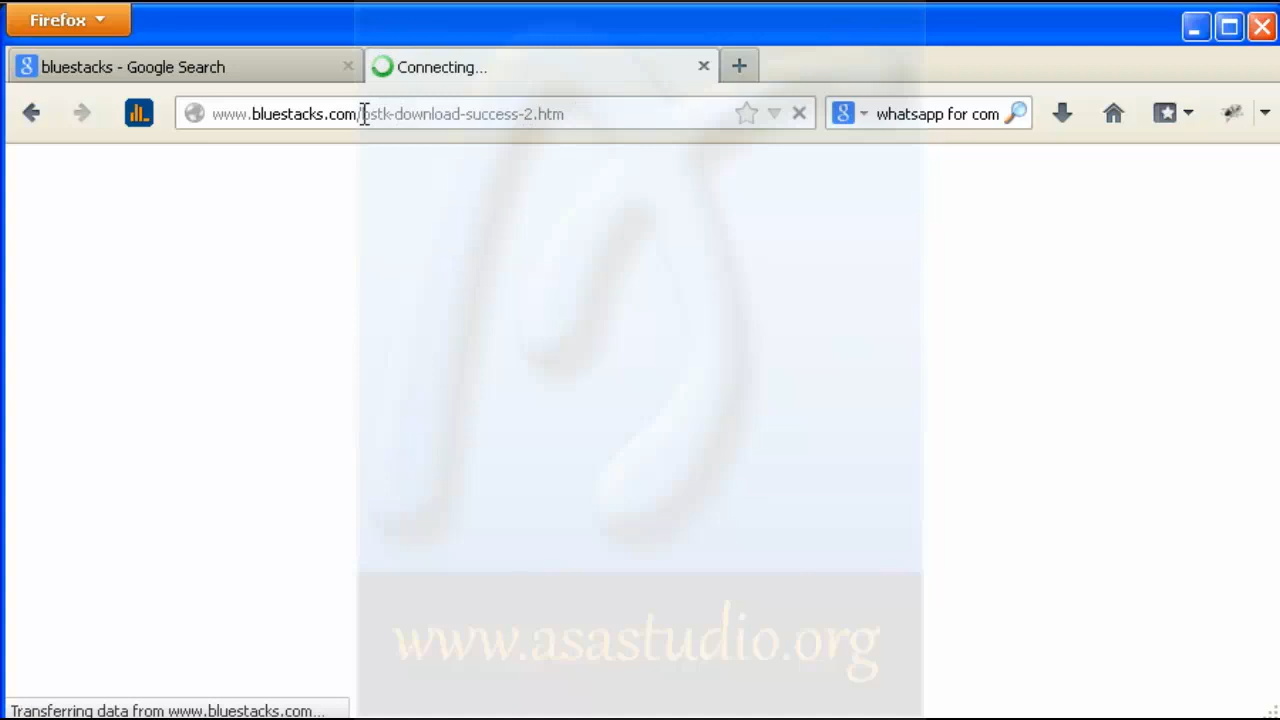 Firefox
bluestacks - Google Search
Connecting...
www.bluestacks.com/bstk-download-success-2.htm
whatsapp for com
www.asastudio.org
Transferring data from www.bluestacks.com...